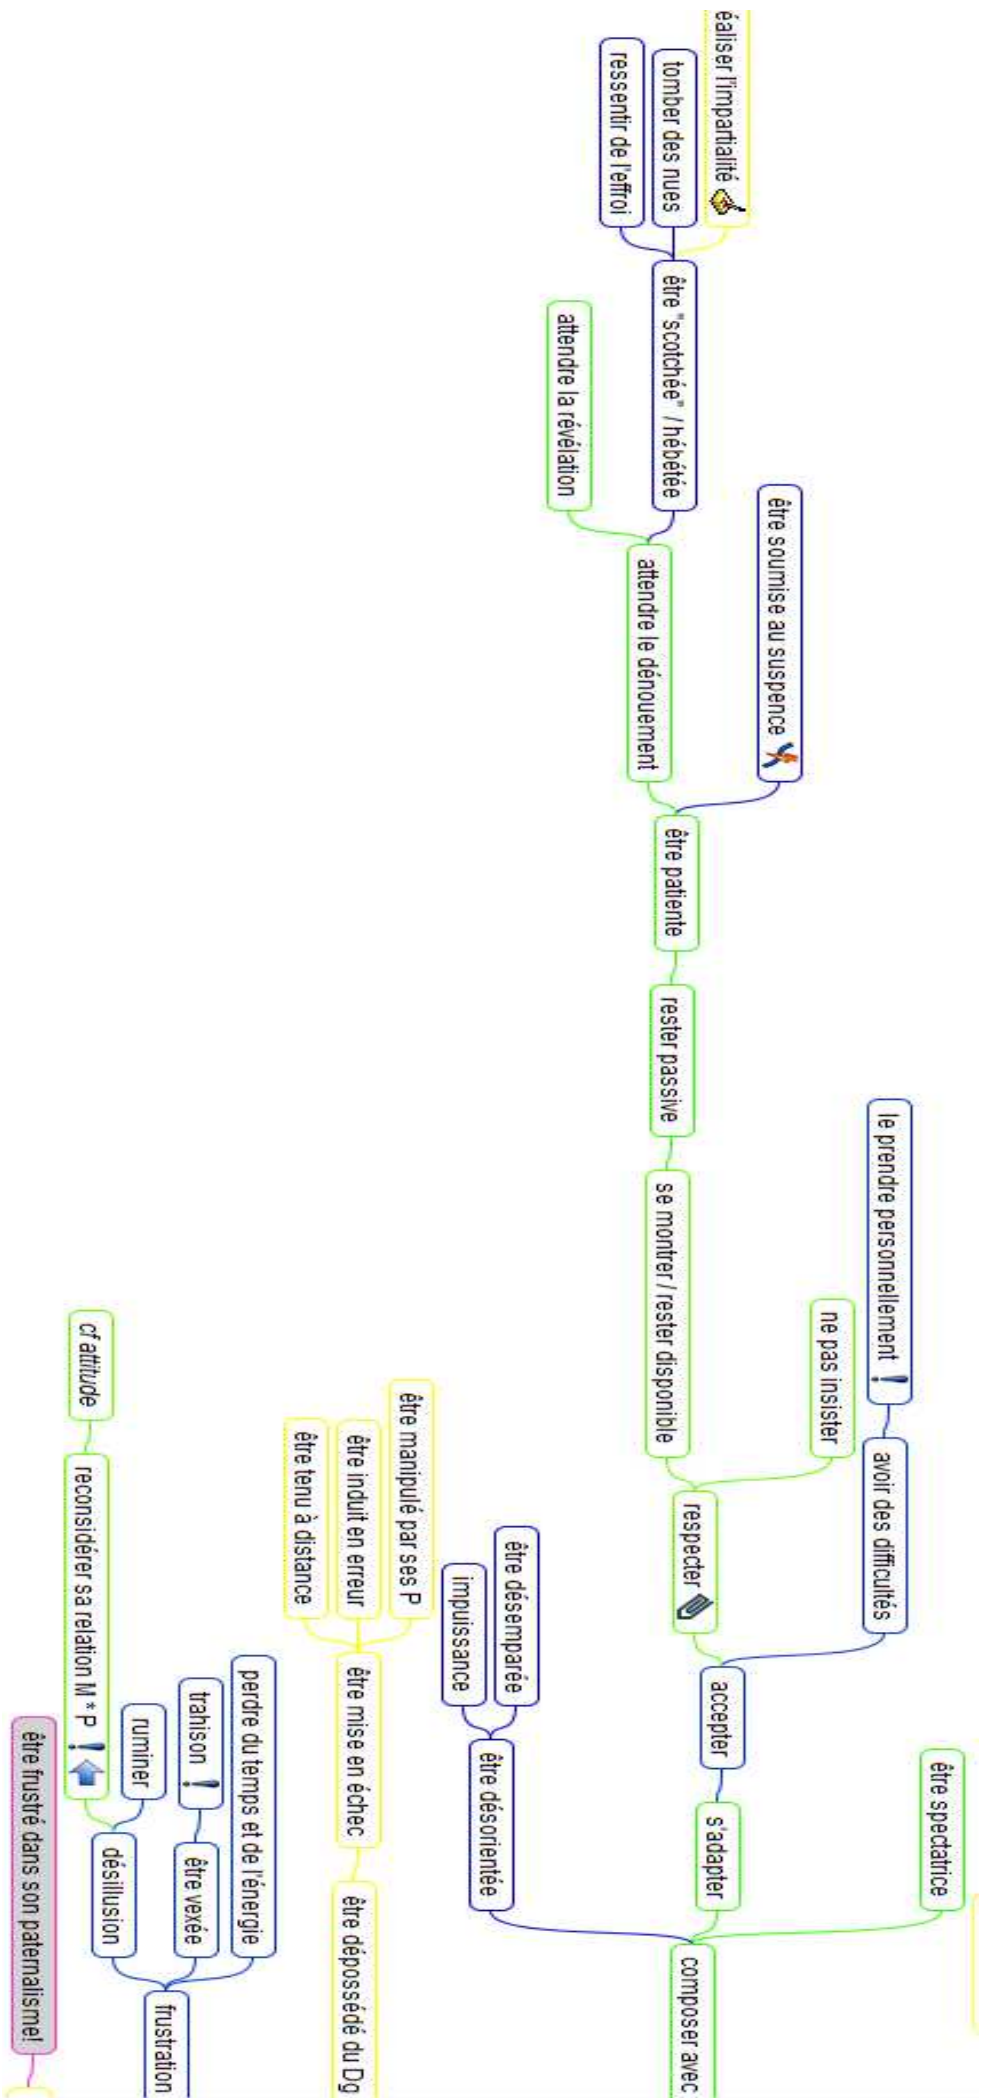 éaliser l'impartialité
tomber des nues
ressentir de l'effroi
être "scotchée" / hébétée
attendre la révélation
être soumise au suspence
attendre le dénouement
être patiente
rester passive
se montrer / rester disponible
le prendre personnellement !
ne pas insister
avoir des difficultés
respecter
accepter
s'adapter
être spectatrice
composer avec
être désemparée
impuissance
être désorientée
être manipulé par ses P
être induit en erreur
être tenu à distance
être mise en échec
être dépossédé du Dg
perdre du temps et de l'énergie
trahison !
être vexée
ruminer
cf attitude
reconsidérer sa relation M * P !
désillusion
frustration
être frustré dans son paternalisme!